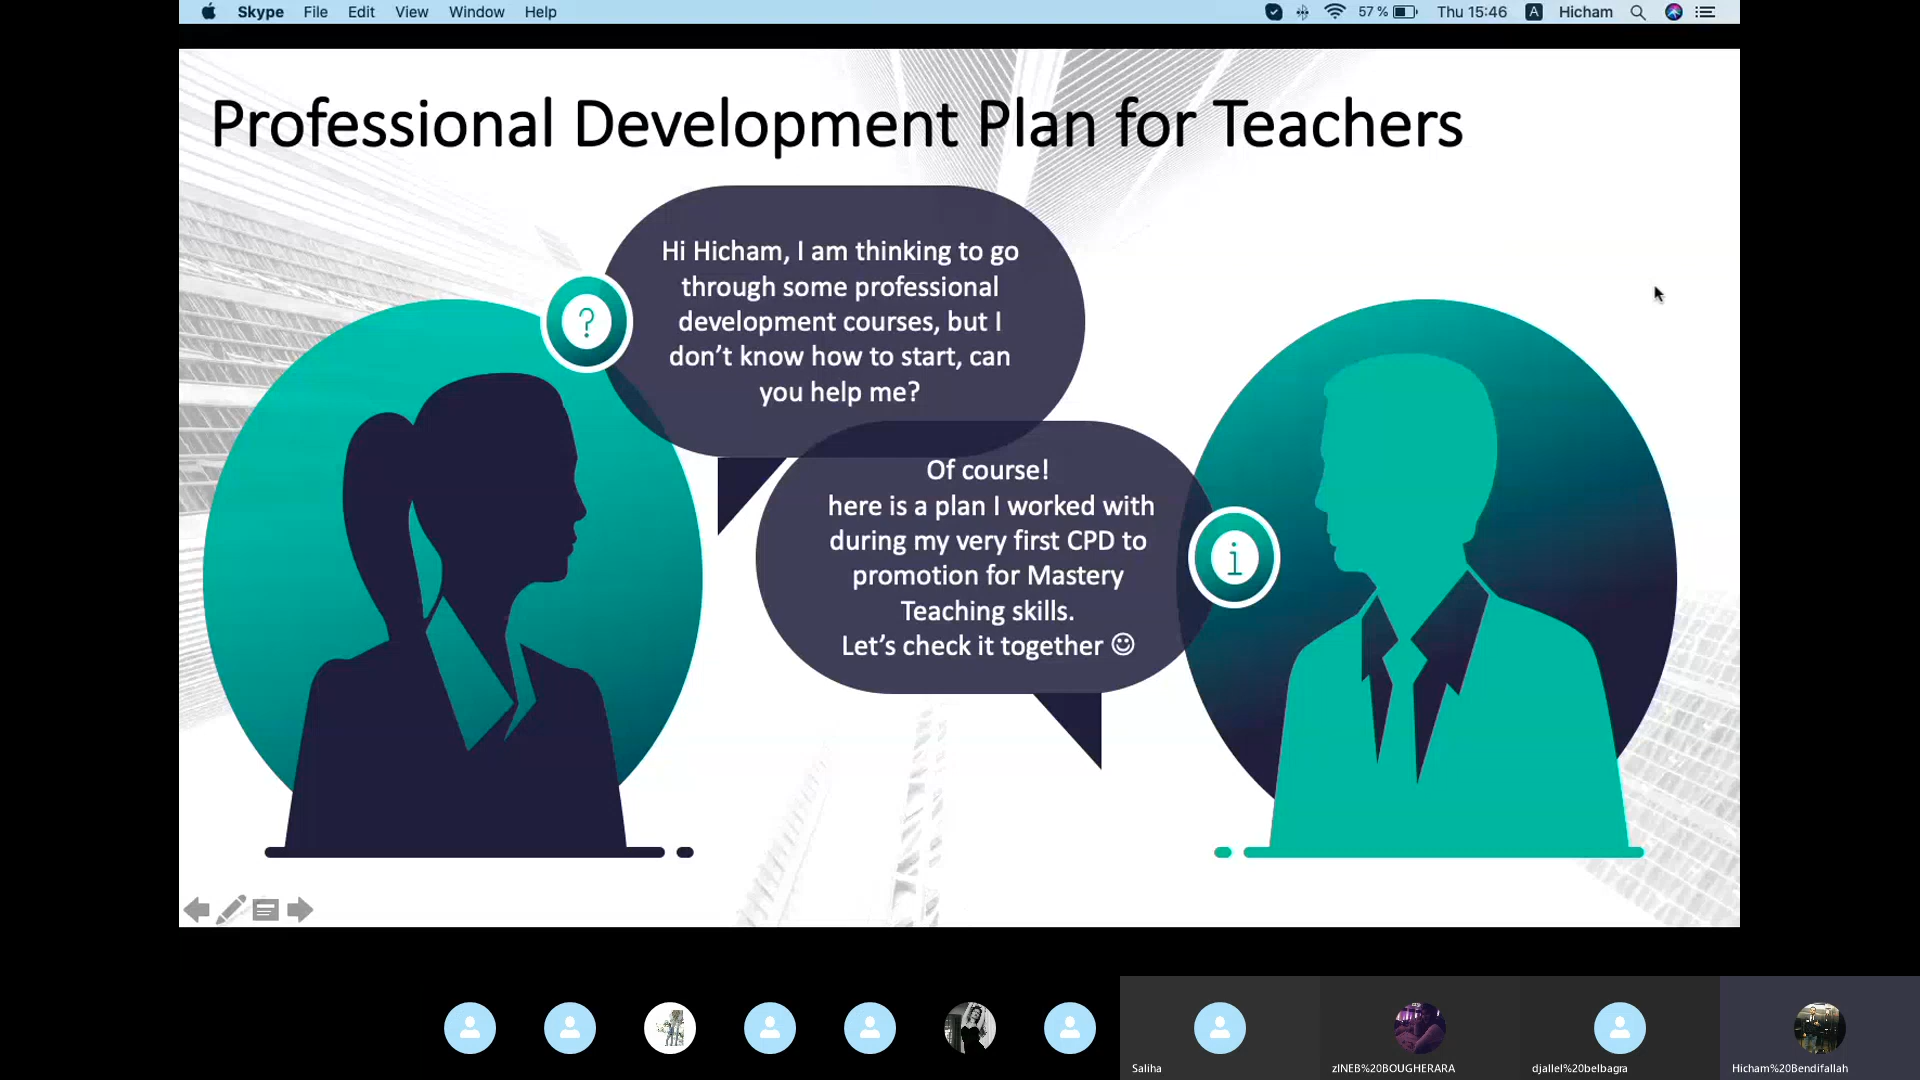 Skype File Edit View Window Help 57 % Thu 15:46 A Hicham
Professional Development Plan for Teachers
Hi Hicham, I am thinking to go
through some professional
development courses, but I
don’t know how to start, can
you help me?
?
Of course!
here is a plan I worked with
during my very first CPD to
promotion for Mastery
Teaching skills.
Let’s check it together ☺
i
Saliha
zINEB%20BOUGHERARA
djallel%20belbagra
Hicham%20Bendifallah